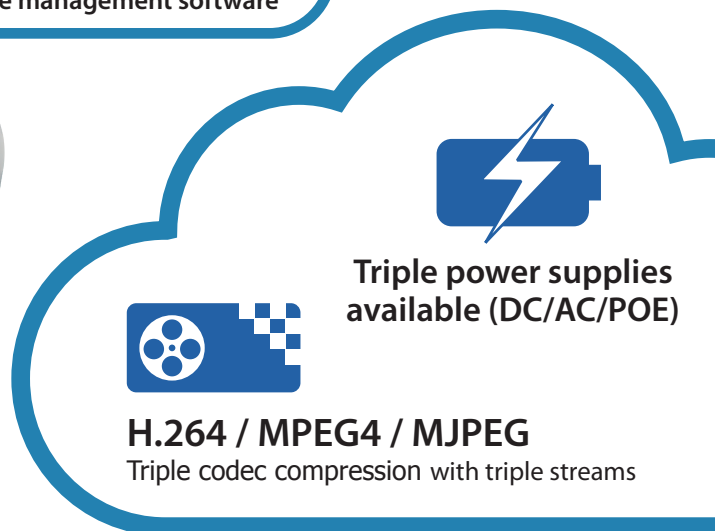 management software
Triple power supplies
available (DC/AC/POE)
H.264 / MPEG4 / MJPEG
Triple codec compression with triple streams